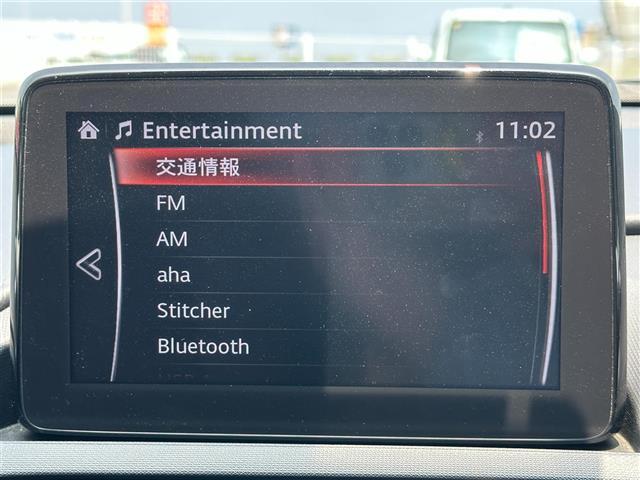 Entertainment 11:02
交通情報
FM
AM
aha
Stitcher
Bluetooth